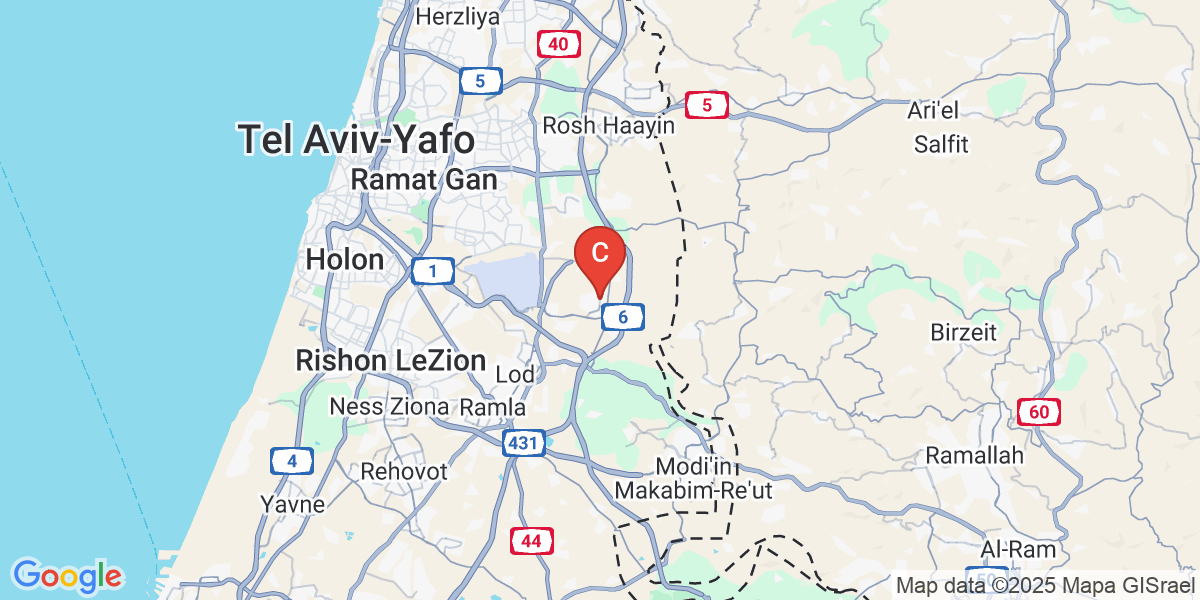 Herzliya
40
5
5
Ari'el
Rosh Haayin
Tel Aviv-Yafo
Salfit
Ramat Gan
C
Holon
1
6
Birzeit
Rishon LeZion
Lod
Ness Ziona
Ramla
60
431
4
Rehovot
Modi'in
Makabim-Re'ut
Ramallah
Yavne
44
Al-Ram
50
Google
Map data ©2025 Mapa GISrael